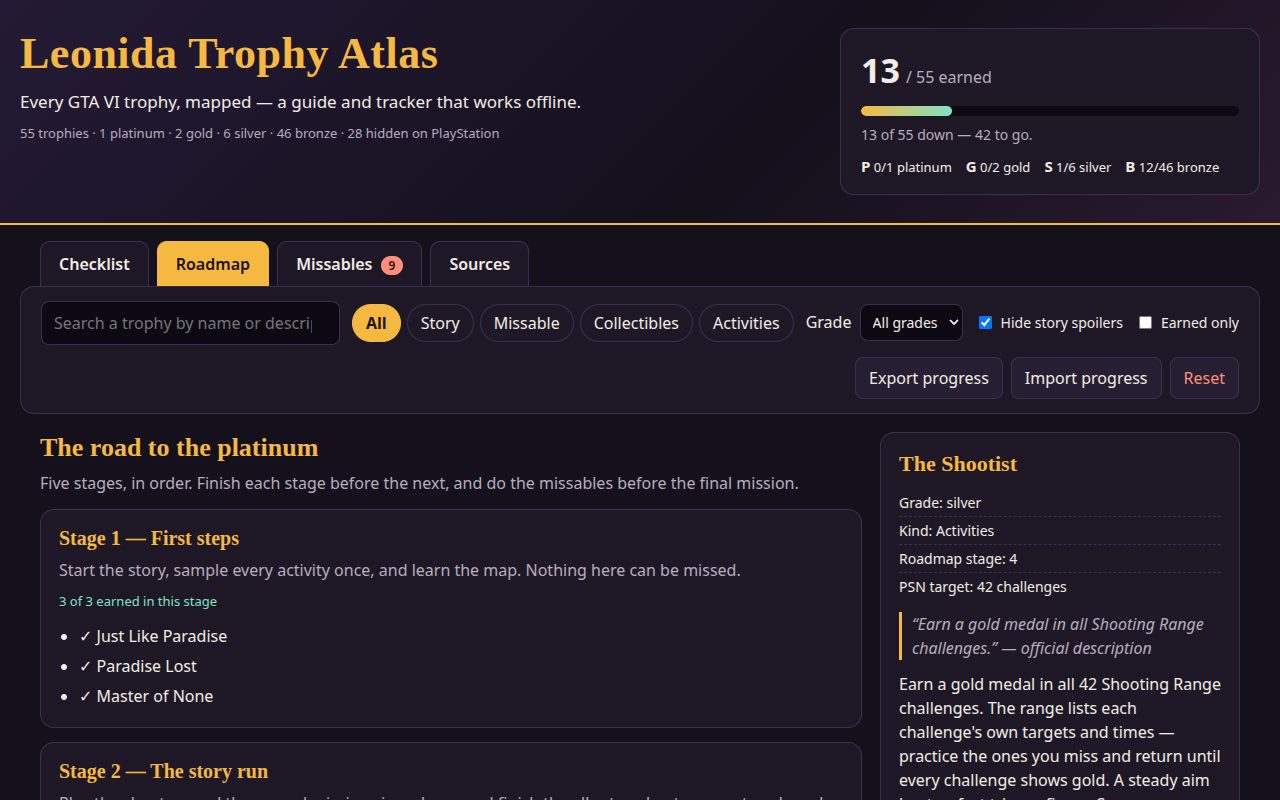 Leonida Trophy Atlas
Every GTA VI trophy, mapped — a guide and tracker that works offline.
55 trophies · 1 platinum · 2 gold · 6 silver · 46 bronze · 28 hidden on PlayStation
13 / 55 earned
13 of 55 down — 42 to go.
P 0/1 platinum G 0/2 gold S 1/6 silver B 12/46 bronze
Checklist
Roadmap
Missables 9
Sources
Search a trophy by name or descri
All
Story
Missable
Collectibles
Activities
Grade
All grades
Hide story spoilers
Earned only
Export progress
Import progress
Reset
The road to the platinum
Five stages, in order. Finish each stage before the next, and do the missables before the final mission.
Stage 1 — First steps
Start the story, sample every activity once, and learn the map. Nothing here can be missed.
3 of 3 earned in this stage
✓ Just Like Paradise
✓ Paradise Lost
✓ Master of None
Stage 2 — The story run
The Shootist
Grade: silver
Kind: Activities
Roadmap stage: 4
PSN target: 42 challenges
“Earn a gold medal in all Shooting Range
challenges.” — official description
Earn a gold medal in all 42 Shooting Range
challenges. The range lists each
challenge's own targets and times —
practice the ones you miss and return until
every challenge shows gold. A steady aim